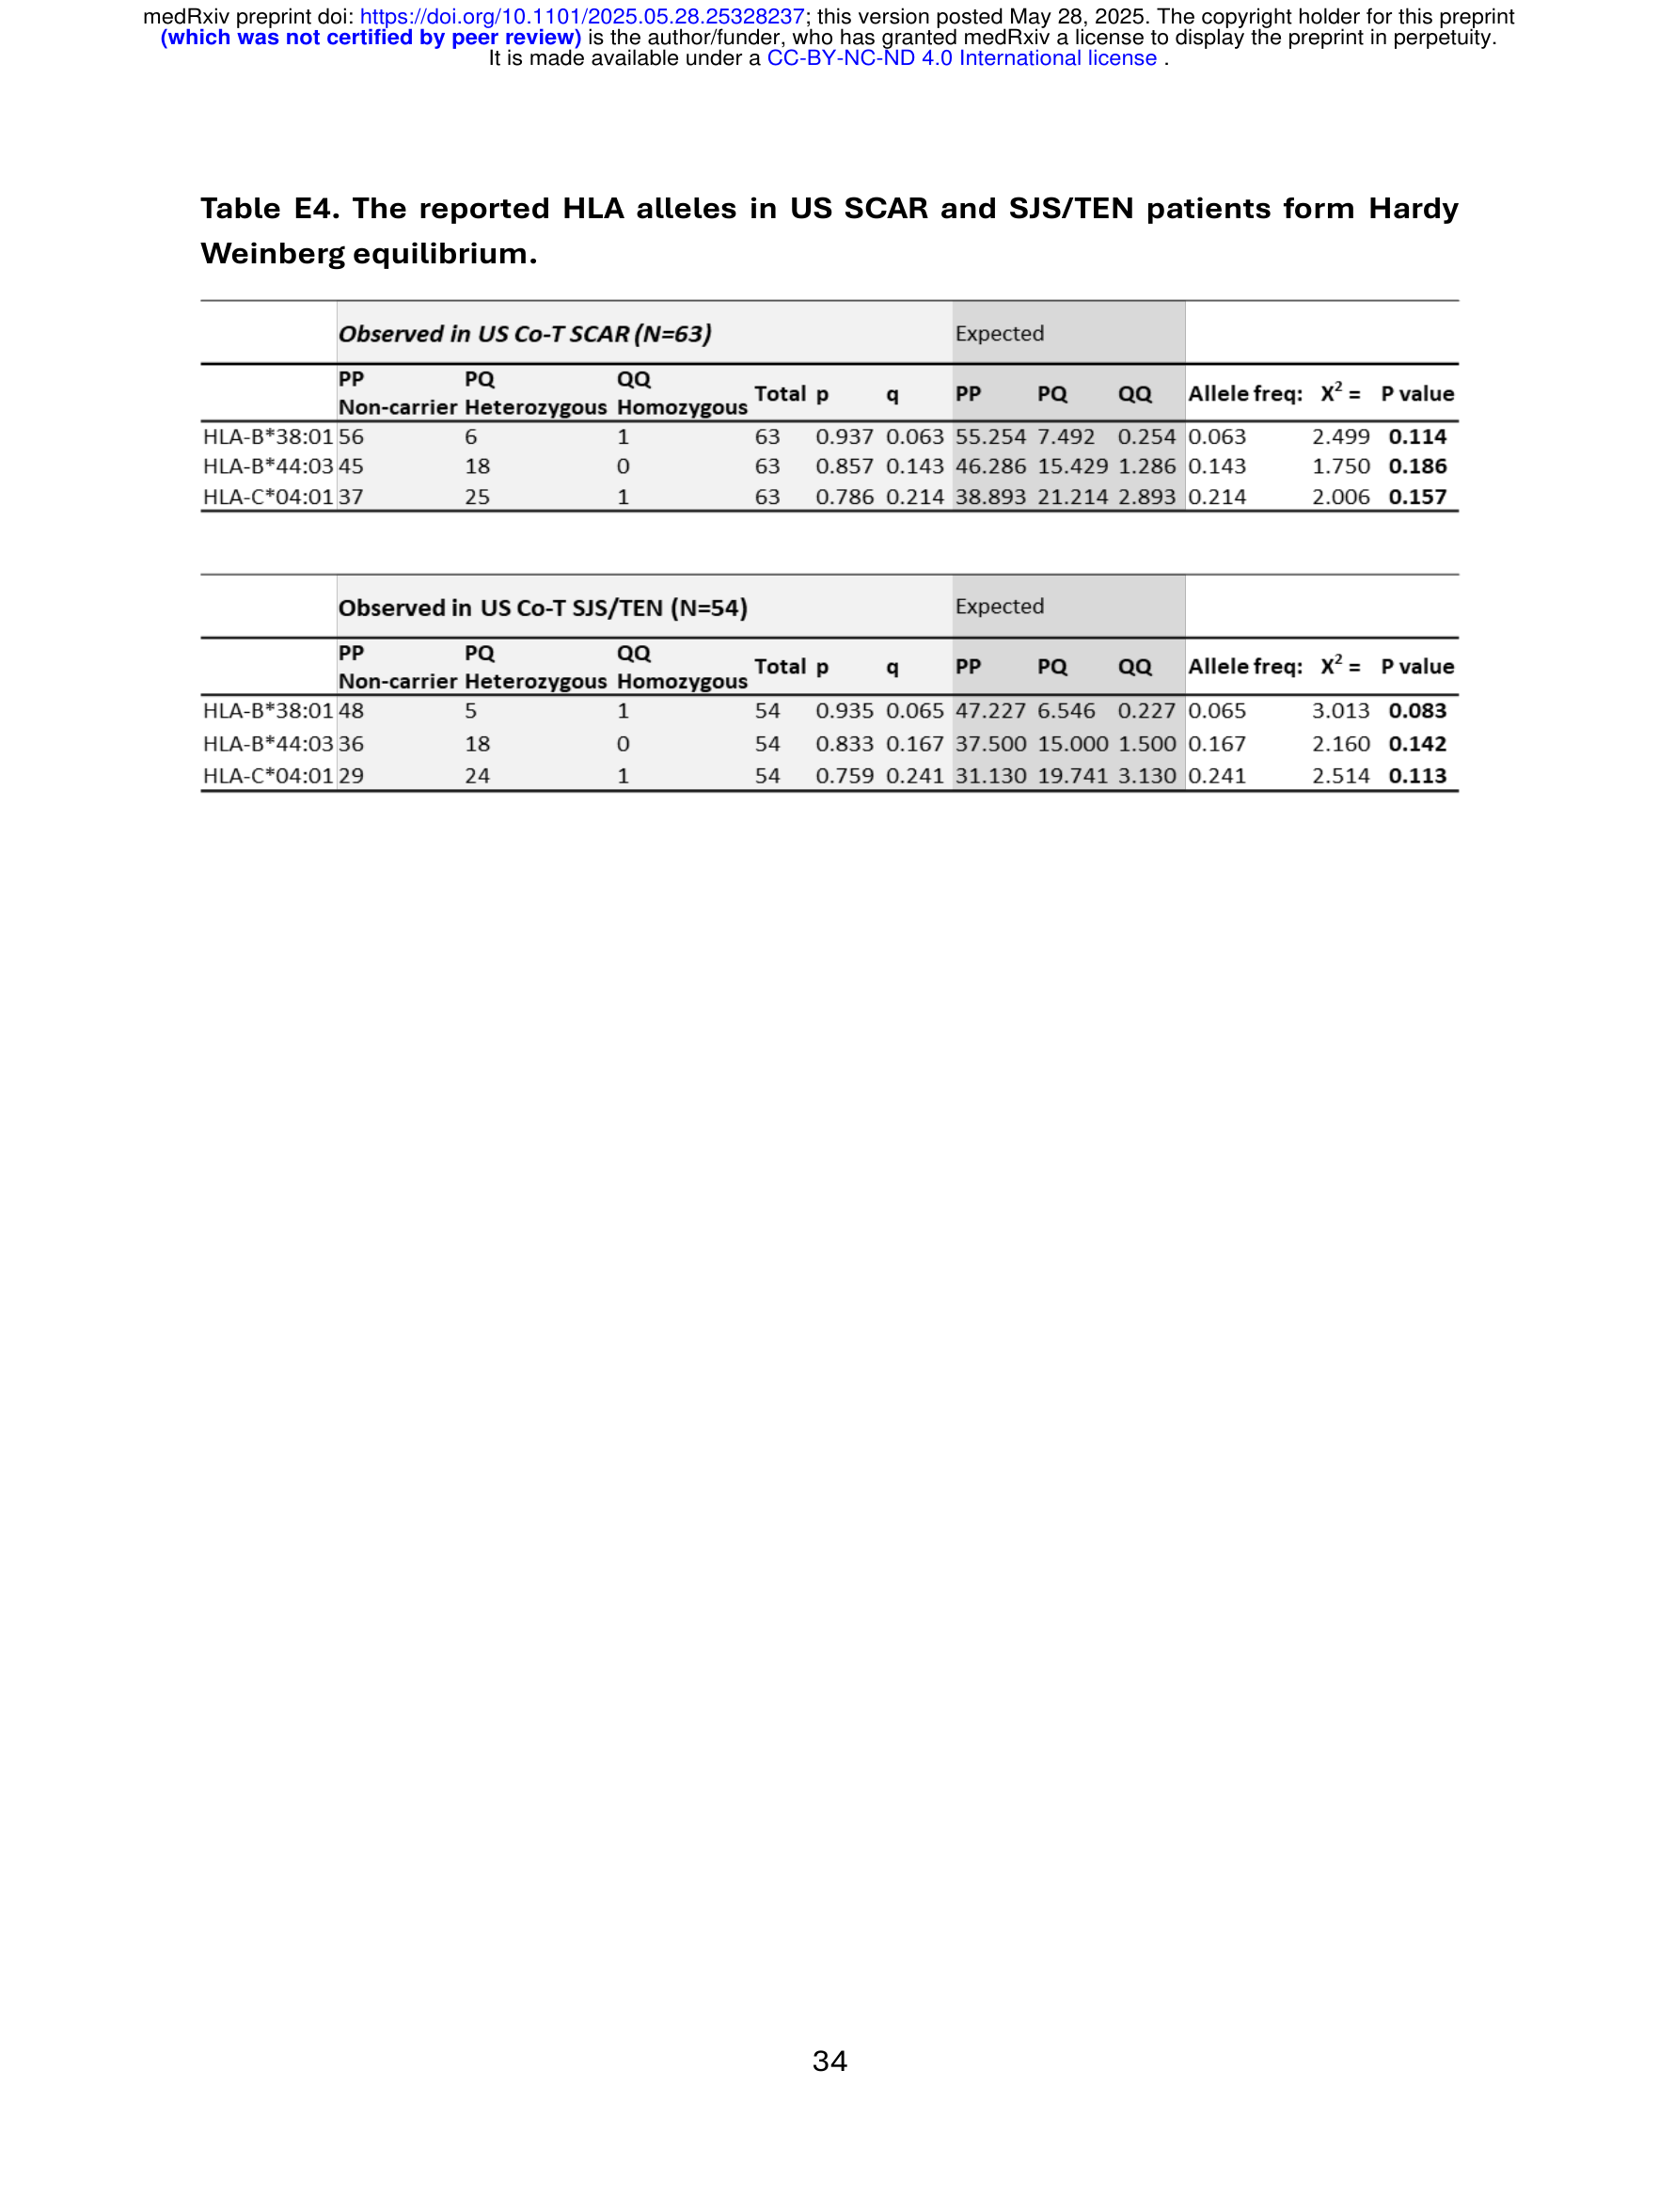 medRxiv preprint doi: https://doi.org/10.1101/2025.05.28.25328237; this version posted May 28, 2025. The copyright holder for this preprint
(which was not certified by peer review) is the author/funder, who has granted medRxiv a license to display the preprint in perpetuity.
It is made available under a CC-BY-NC-ND 4.0 International license .
Table E4. The reported HLA alleles in US SCAR and SJS/TEN patients form Hardy
Weinberg equilibrium.
Observed in US Co-T SCAR (N=63) Expected
PP PQ QQ
Non-carrier Heterozygous Homozygous Total p q PP PQ QQ Allele freq: X² = P value
HLA-B*38:01 56 6 1 63 0.937 0.063 55.254 7.492 0.254 0.063 2.499 0.114
HLA-B*44:03 45 18 0 63 0.857 0.143 46.286 15.429 1.286 0.143 1.750 0.186
HLA-C*04:01 37 25 1 63 0.786 0.214 38.893 21.214 2.893 0.214 2.006 0.157
Observed in US Co-T SJS/TEN (N=54) Expected
PP PQ QQ
Non-carrier Heterozygous Homozygous Total p q PP PQ QQ Allele freq: X² = P value
HLA-B*38:01 48 5 1 54 0.935 0.065 47.227 6.546 0.227 0.065 3.013 0.083
HLA-B*44:03 36 18 0 54 0.833 0.167 37.500 15.000 1.500 0.167 2.160 0.142
HLA-C*04:01 29 24 1 54 0.759 0.241 31.130 19.741 3.130 0.241 2.514 0.113
34